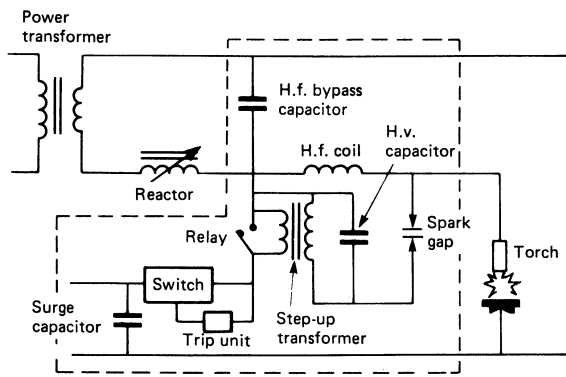 Power
transformer
H.f. bypass
capacitor
H.v.
capacitor
H.f. coil
Reactor
Relay
Spark
gap
Torch
Switch
Surge
capacitor
Trip unit
Step-up
transformer